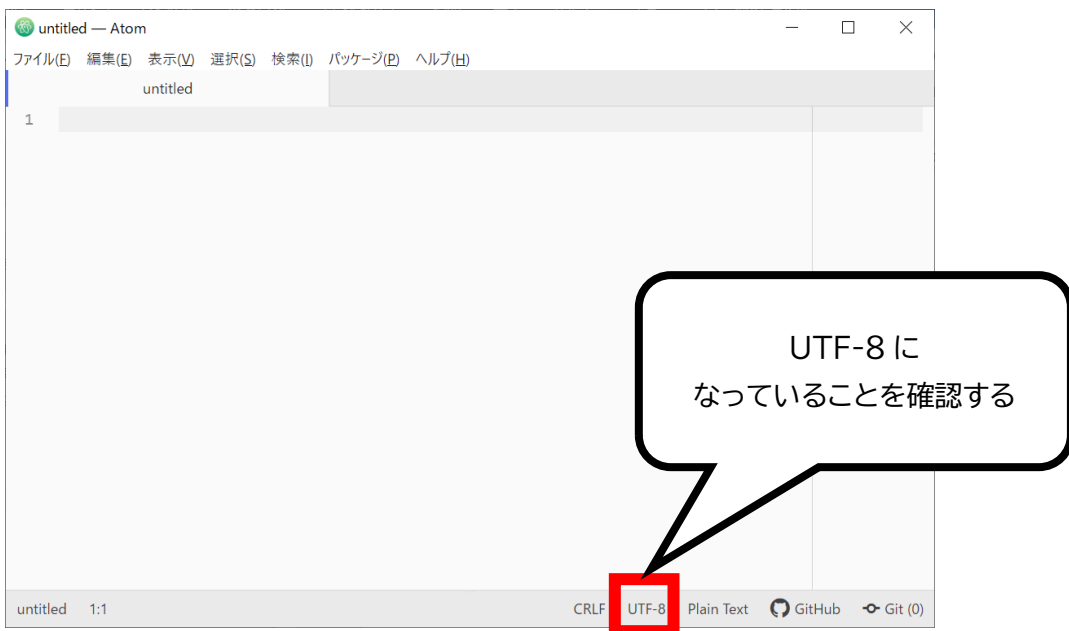 untitled — Atom
ファイル(F) 編集(E) 表示(V) 選択(S) 検索(I) パッケージ(P) ヘルプ(H)
untitled
1
UTF-8 に
なっていることを確認する
untitled 1:1 CRLF UTF-8 Plain Text GitHub Git (0)